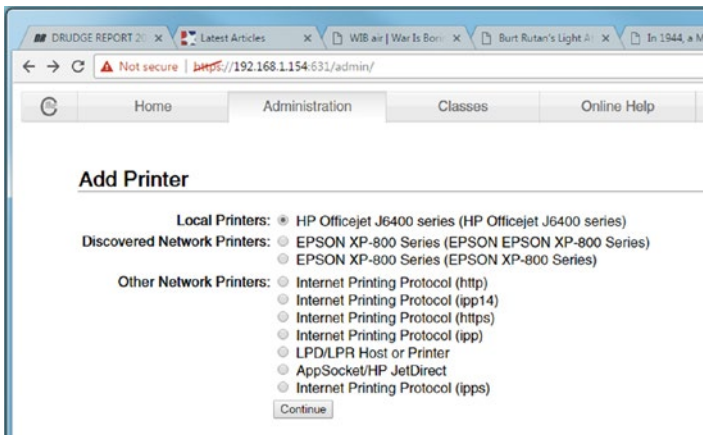 DRUDGE REPORT 20
Latest Articles
WIB air | War Is Bori
Burt Rutan's Light A
In 1944, a M
Not secure | https://192.168.1.154:631/admin/
Home Administration Classes Online Help
Add Printer
Local Printers: HP Officejet J6400 series (HP Officejet J6400 series)
Discovered Network Printers: EPSON XP-800 Series (EPSON EPSON XP-800 Series)
EPSON XP-800 Series (EPSON XP-800 Series)
Other Network Printers: Internet Printing Protocol (http)
Internet Printing Protocol (ipp14)
Internet Printing Protocol (https)
Internet Printing Protocol (ipp)
LPD/LPR Host or Printer
AppSocket/HP JetDirect
Internet Printing Protocol (ipps)
Continue